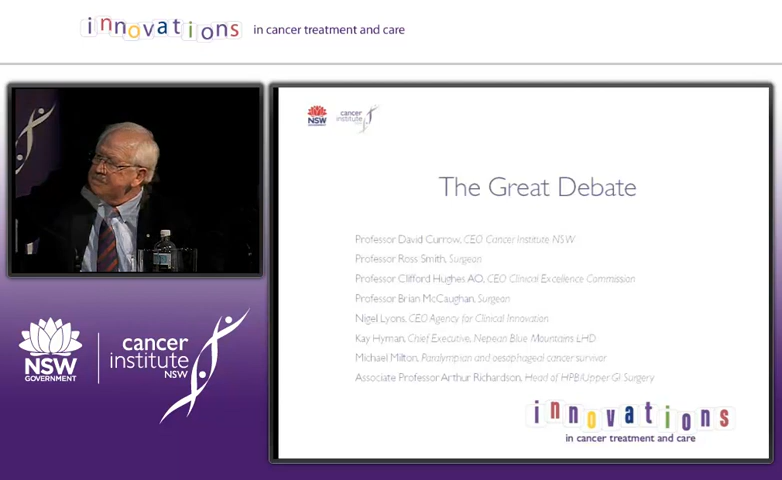 innovations in cancer treatment and care
NSW
GOVERNMENT
cancer
institute
NSW
The Great Debate
Professor David Currow, CEO Cancer Institute NSW
Professor Ross Smith, Surgeon
Professor Clifford Hughes AO, CEO Clinical Excellence Commission
Professor Brian McCaughan, Surgeon
Nigel Lyons, CEO Agency for Clinical Innovation
Kay Hyman, Chief Executive, Nepean Blue Mountains LHD
Michael Milton, Paralympian and oesophageal cancer survivor
Associate Professor Arthur Richardson, Head of HPB/Upper GI Surgery
innovations
in cancer treatment and care
NSW
GOVERNMENT
cancer
institute
NSW